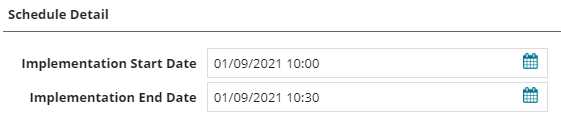 Schedule Detail
Implementation Start Date 01/09/2021 10:00
Implementation End Date 01/09/2021 10:30